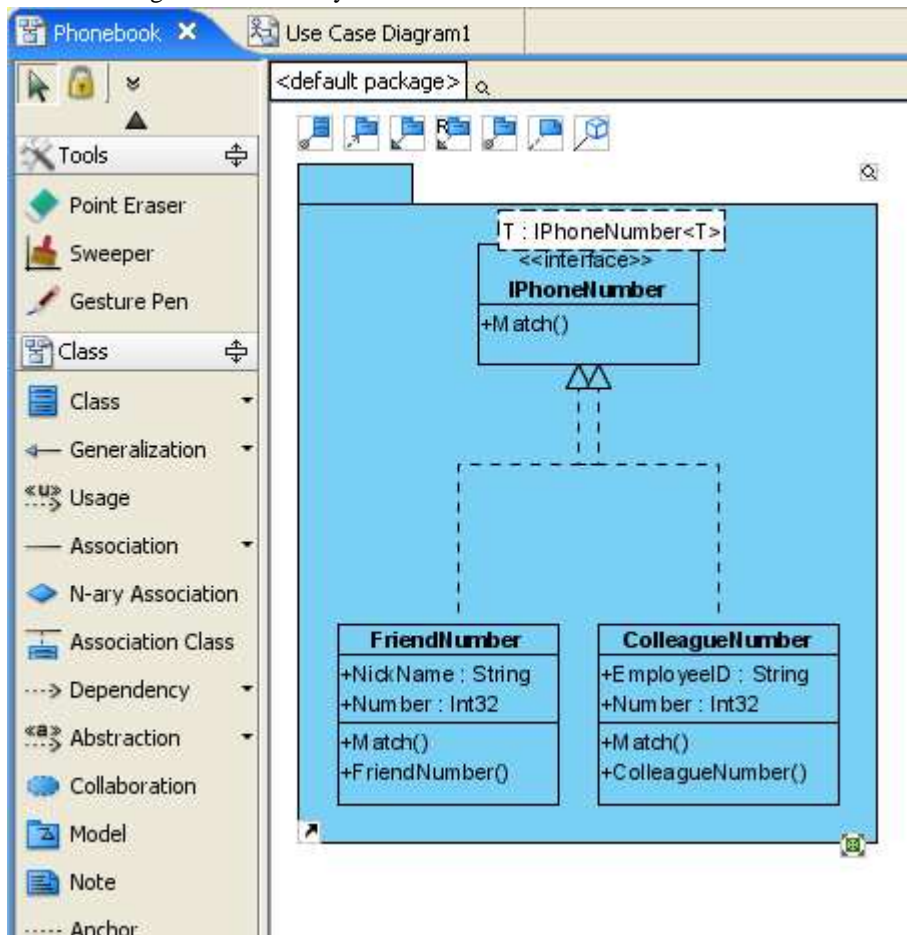 Phonebook
Use Case Diagram1
<default package>
Tools
Point Eraser
Sweeper
Gesture Pen
Class
Class
Generalization
«u» Usage
Association
N-ary Association
Association Class
Dependency
«a» Abstraction
Collaboration
Model
Note
Anchor
R
T : IPhoneNumber<T>
<<interface>>
IPhoneNumber
+Match()
FriendNumber
+NickName : String
+Number : Int32
+Match()
+FriendNumber()
ColleagueNumber
+EmployeeID : String
+Number : Int32
+Match()
+ColleagueNumber()